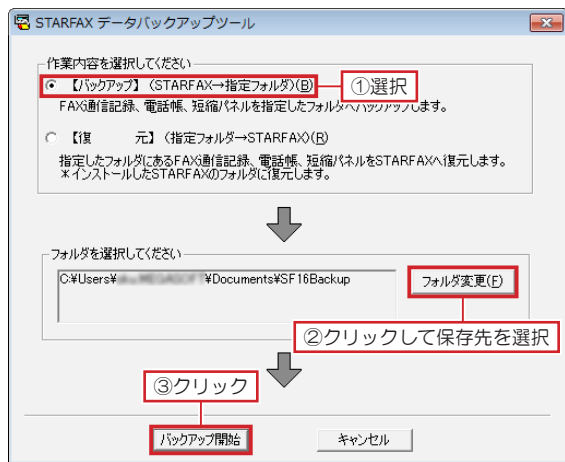 STARFAX データバックアップツール
作業内容を選択してください
【バックアップ】(STARFAX→指定フォルダ)(B)
①選択
FAX通信記録、電話帳、短縮パネルを指定したフォルダへバックアップします。
【復 元】(指定フォルダ→STARFAX)(R)
指定したフォルダにあるFAX通信記録、電話帳、短縮パネルをSTARFAXへ復元します。
*インストールしたSTARFAXのフォルダに復元します。
フォルダを選択してください
C:¥Users¥ ¥Documents¥SF16Backup
フォルダ変更(F)
②クリックして保存先を選択
③クリック
バックアップ開始
キャンセル